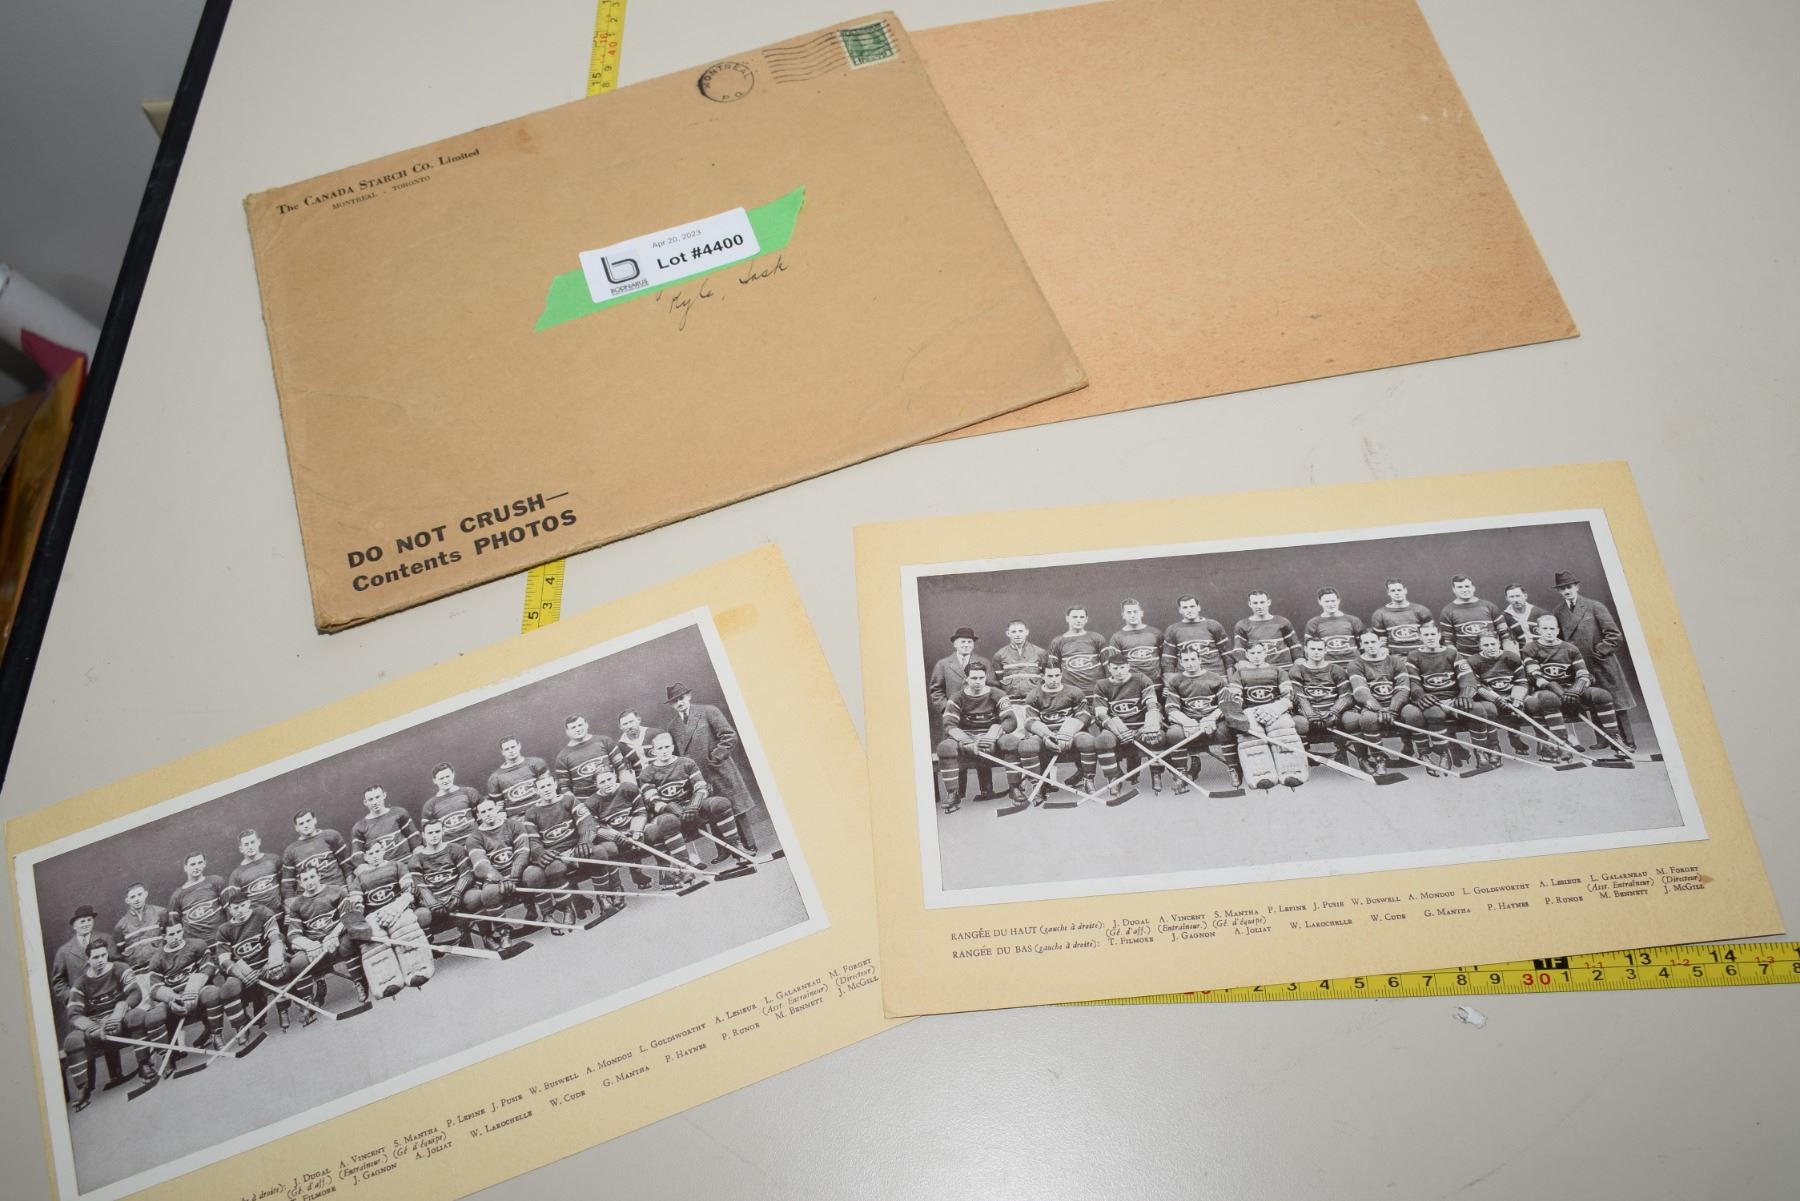 The CANADA STARCH CO. Limited
MONTREAL - TORONTO
MONTREAL
P.Q.
Apr 20, 2023
Lot #4400
BODNARUS
Kyle, Sask
DO NOT CRUSH—
Contents PHOTOS
RANGÉE DU HAUT (gauche à droite): J. DUGAL A. VINCENT S. MANTHA P. LEPINE J. PUSIE W. BUSWELL A. MONDOU L. GOLDSWORTHY A. LESIEUR L. GALARNEAU M. FORGET
(Gé. d'aff.) (Entraîneur.) (Gé. d'équipe) (Asst. Entraîneur) (Directeur)
RANGÉE DU BAS (gauche à droite): T. FILMORE J. GAGNON A. JOLIAT W. LAROCHELLE W. CUDE G. MANTHA P. HAYNES P. RUNGE M. BENNETT J. MCGILL
à droite): J. DUGAL A. VINCENT S. MANTHA P. LEPINE J. PUSIE W. BUSWELL A. MONDOU L. GOLDSWORTHY A. LESIEUR L. GALARNEAU M. FORGET
(Gé. d'aff.) (Entraîneur.) (Gé. d'équipe) (Asst. Entraîneur) (Directeur)
FILMORE J. GAGNON A. JOLIAT W. LAROCHELLE W. CUDE G. MANTHA P. HAYNES P. RUNGE M. BENNETT J. MCGILL